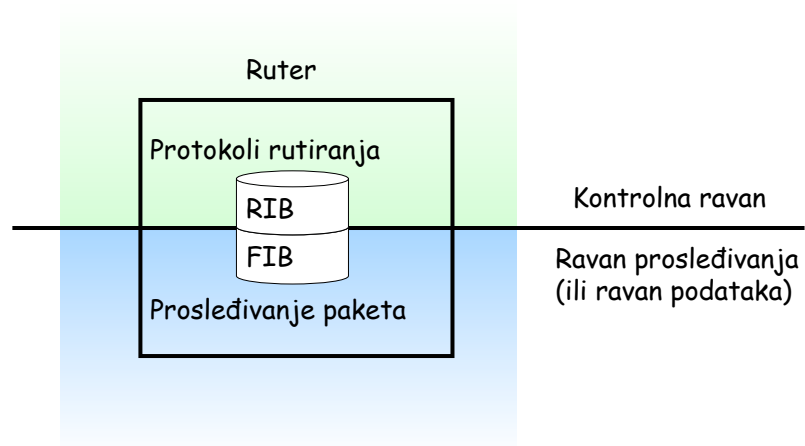 Ruter
Protokoli rutiranja
RIB
Kontrolna ravan
FIB
Ravan prosleđivanja
(ili ravan podataka)
Prosleđivanje paketa